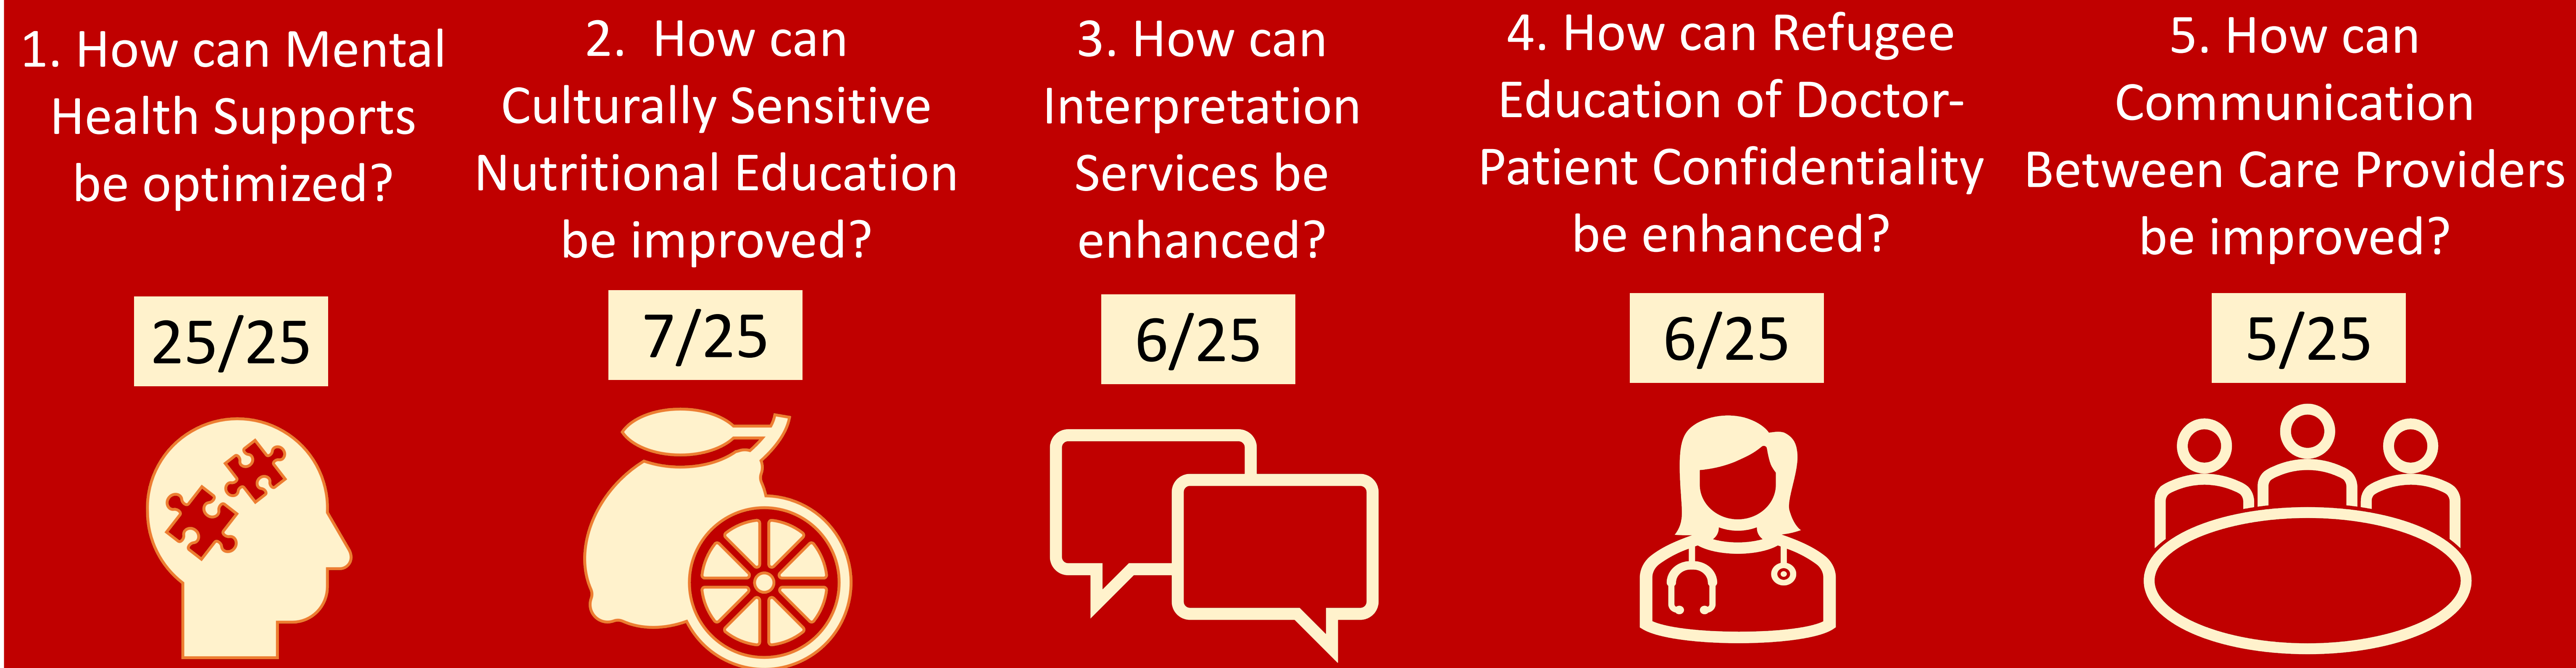 1. How can Mental
Health Supports
be optimized?
25/25
2. How can
Culturally Sensitive
Nutritional Education
be improved?
7/25
3. How can
Interpretation
Services be
enhanced?
6/25
4. How can Refugee
Education of Doctor-
Patient Confidentiality
be enhanced?
6/25
5. How can
Communication
Between Care Providers
be improved?
5/25